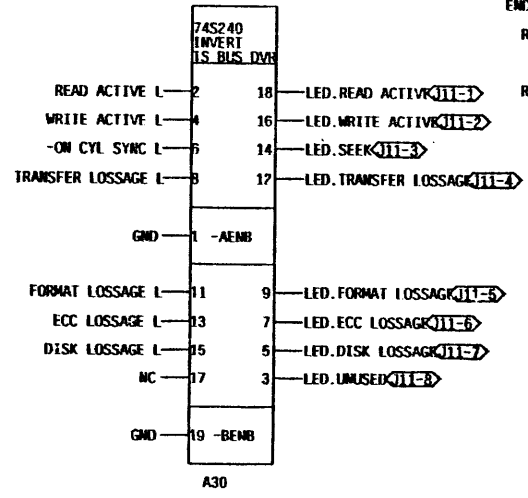 END
R
R
74S240
INVERT
TS BUS DVR
READ ACTIVE L 2 18 LED.READ ACTIVE J11-1
WRITE ACTIVE L 4 16 LED.WRITE ACTIVE J11-2
-ON CYL SYNC L 6 14 LED.SEEK J11-3
TRANSFER LOSSAGE L 8 12 LED.TRANSFER LOSSAGE J11-4
GND 1 -AENB
FORMAT LOSSAGE L 11 9 LED.FORMAT LOSSAGE J11-5
ECC LOSSAGE L 13 7 LED.ECC LOSSAGE J11-6
DISK LOSSAGE L 15 5 LED.DISK LOSSAGE J11-7
NC 17 3 LED.UNUSED J11-8
GND 19 -BENB
A30